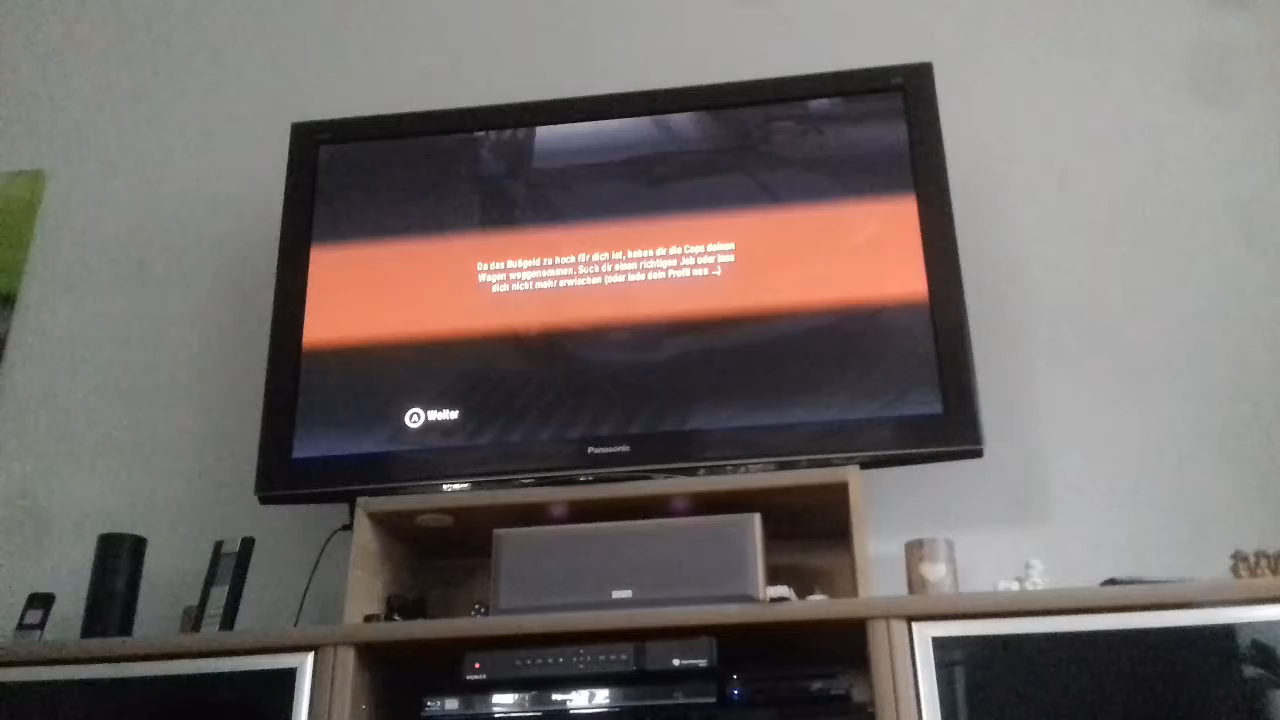 Da das Bußgeld zu hoch für dich ist, haben dir die Cops deinen
Wagen weggenommen. Such dir einen richtigen Job oder lass
dich nicht mehr erwischen (oder lade dein Profil neu ...)
A Weiter
Panasonic
HUMAX